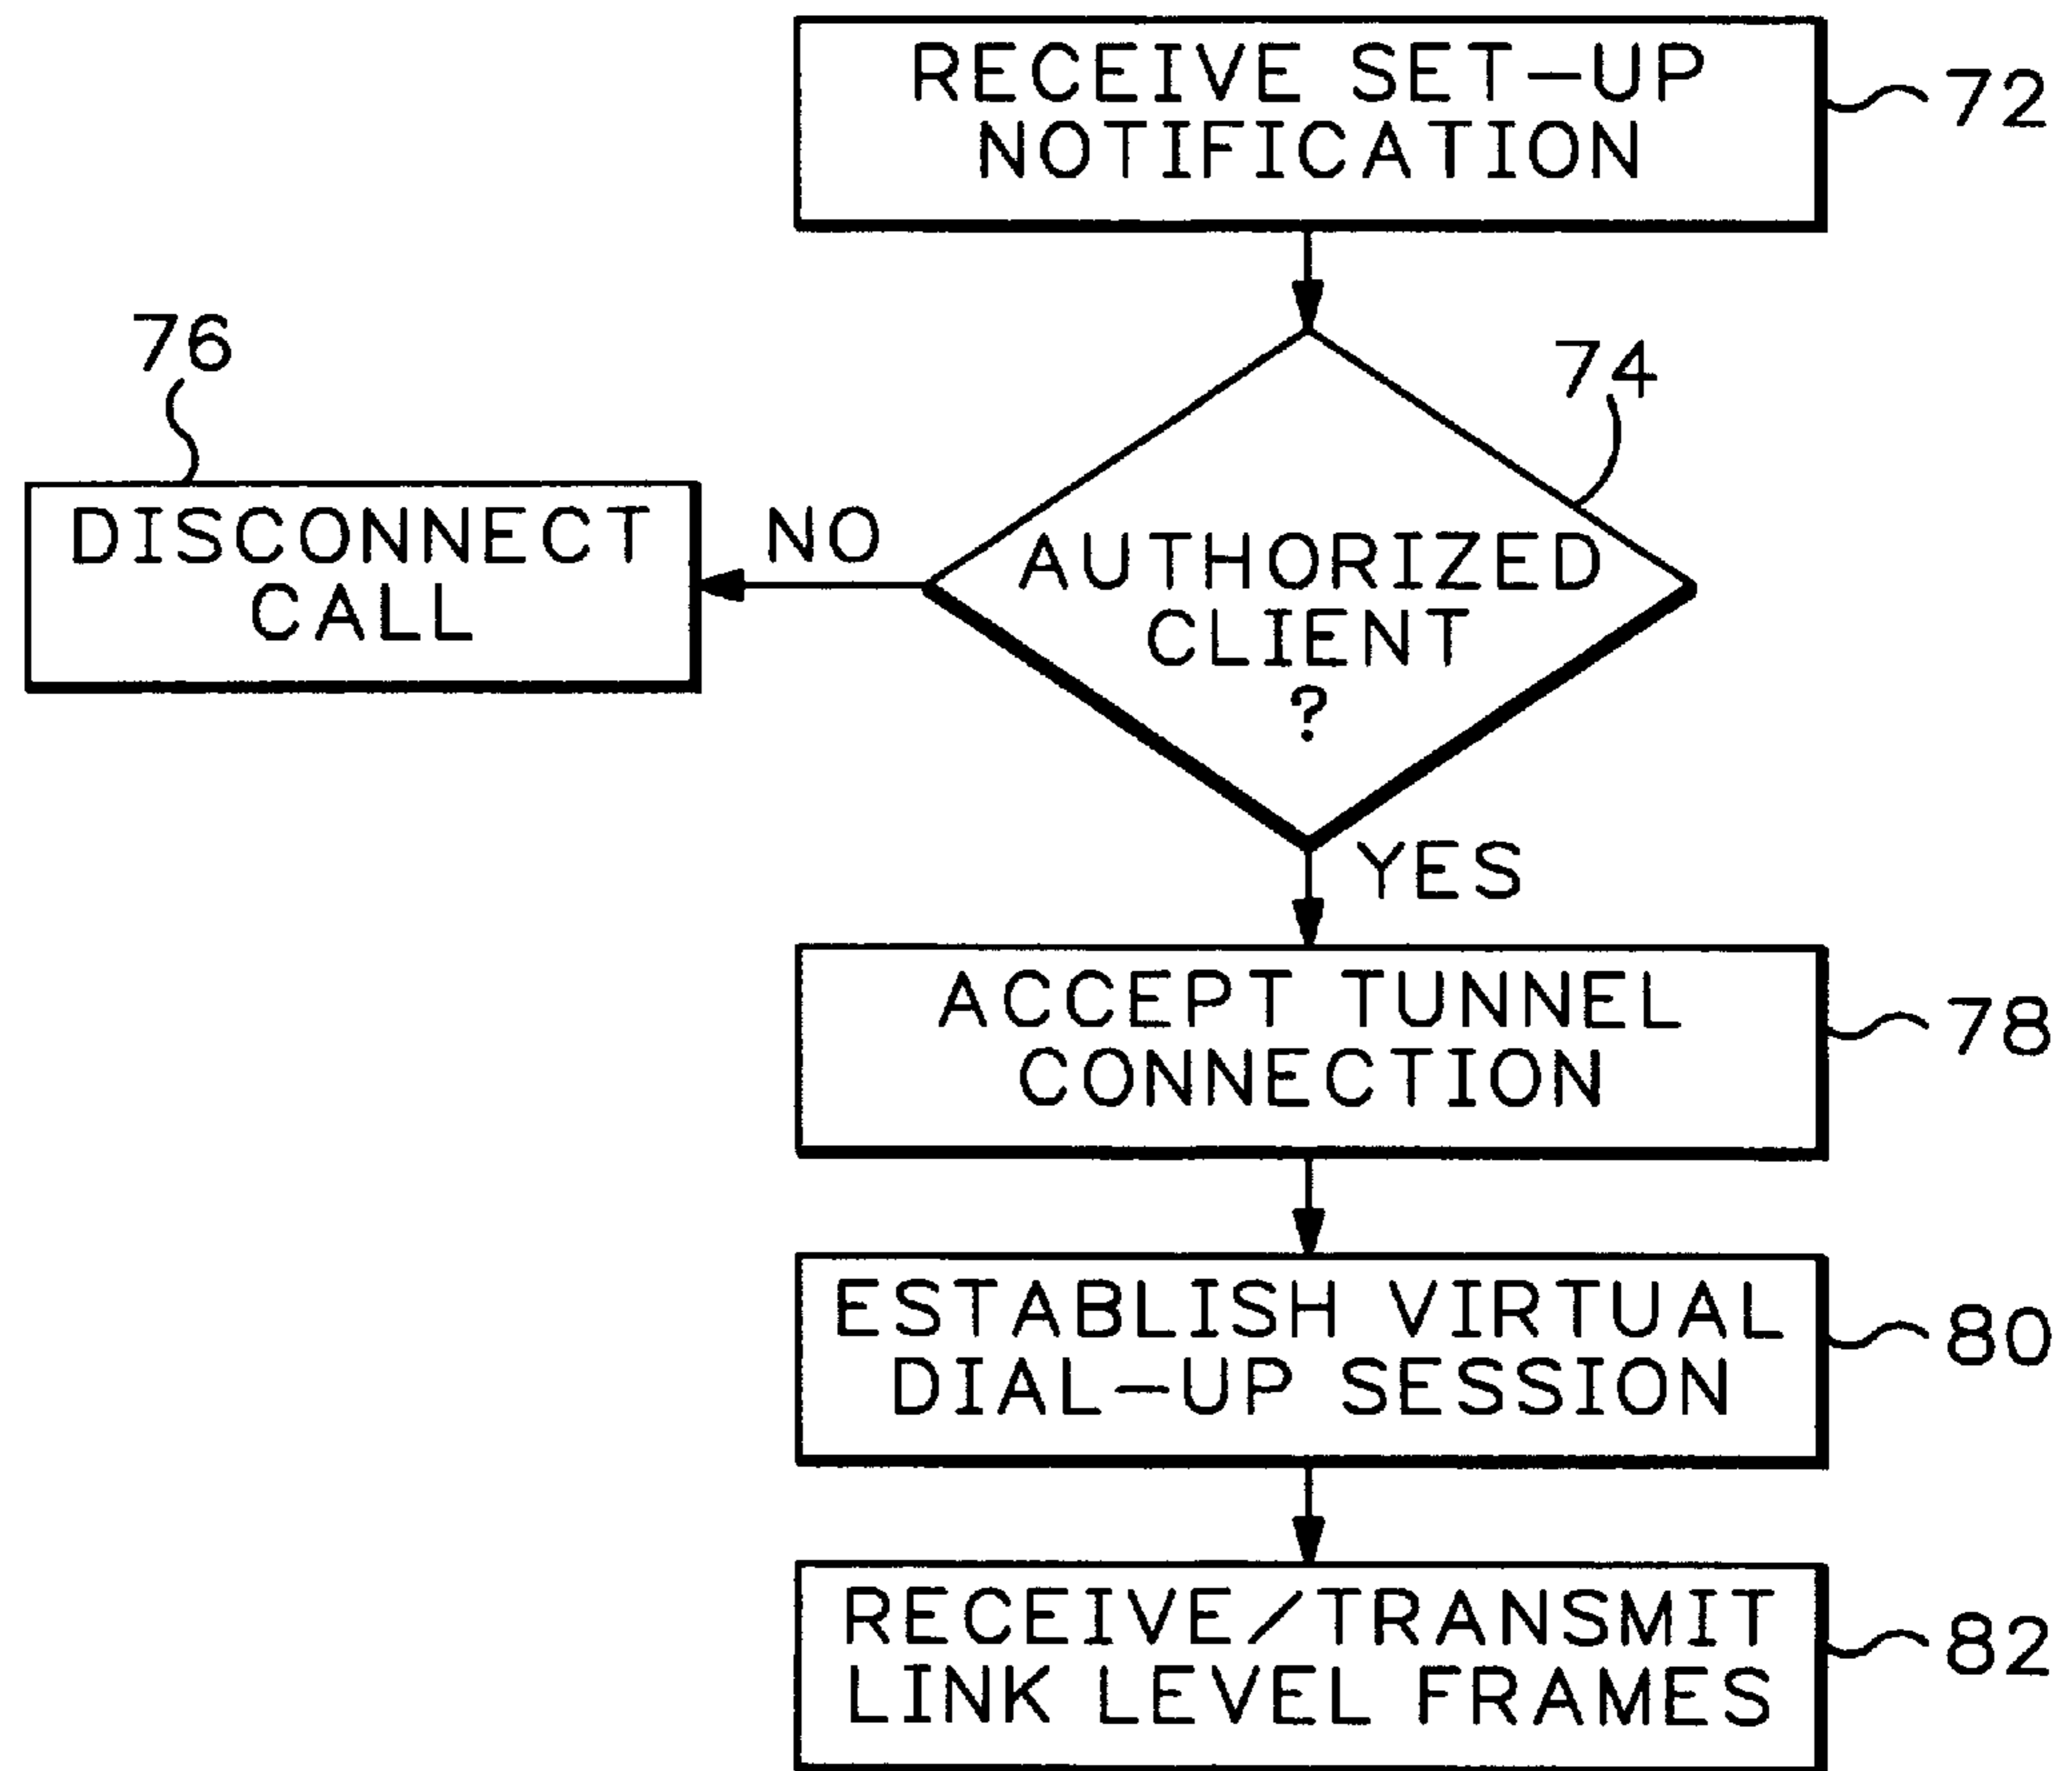 RECEIVE SET-UP
NOTIFICATION
72
76
74
DISCONNECT
CALL
NO
AUTHORIZED
CLIENT
?
YES
ACCEPT TUNNEL
CONNECTION
78
ESTABLISH VIRTUAL
DIAL-UP SESSION
80
RECEIVE/TRANSMIT
LINK LEVEL FRAMES
82